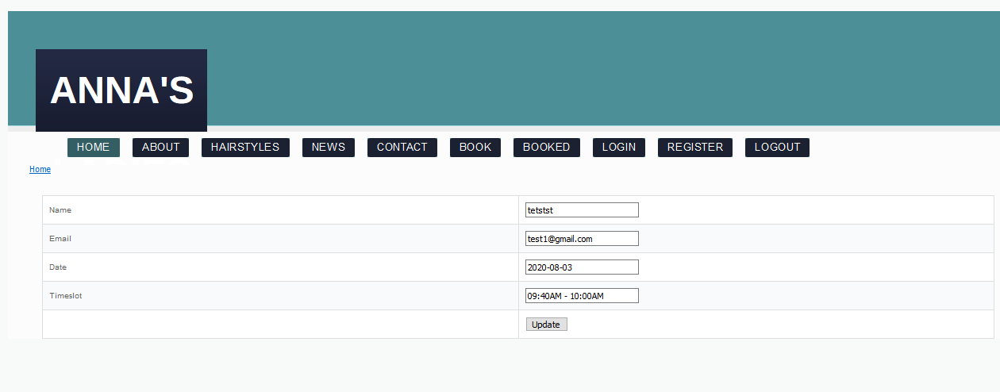 ANNA'S
HOME ABOUT HAIRSTYLES NEWS CONTACT BOOK BOOKED LOGIN REGISTER LOGOUT
Home
Name tetstst
Email test1@gmail.com
Date 2020-08-03
Timeslot 09:40AM - 10:00AM
Update